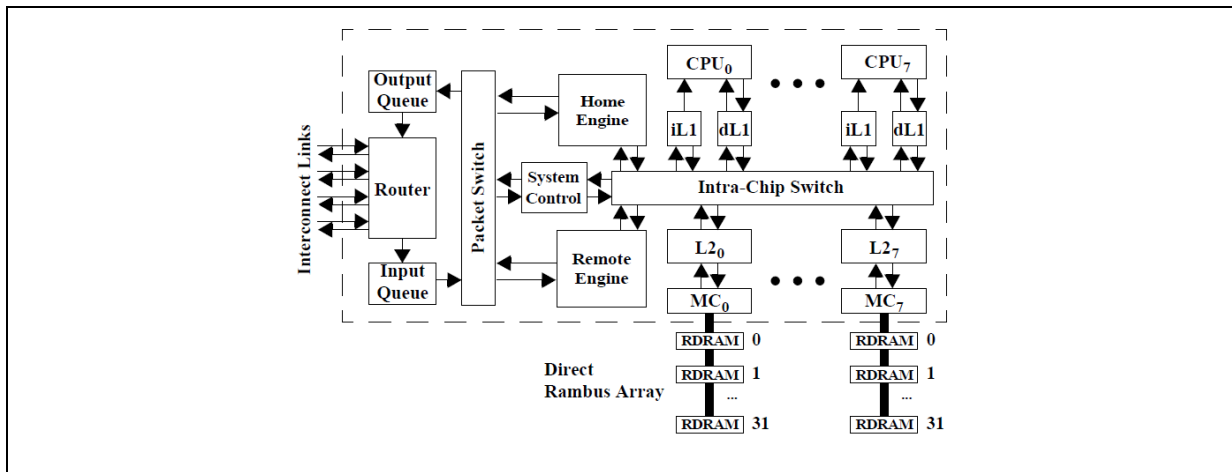 Output
Queue
Router
Input
Queue
Interconnect Links
Packet Switch
Home
Engine
System
Control
Remote
Engine
CPU0
CPU7
iL1
dL1
iL1
dL1
Intra-Chip Switch
L20
L27
MC0
MC7
Direct
Rambus Array
RDRAM 0
RDRAM 1
...
RDRAM 31
RDRAM 0
RDRAM 1
...
RDRAM 31